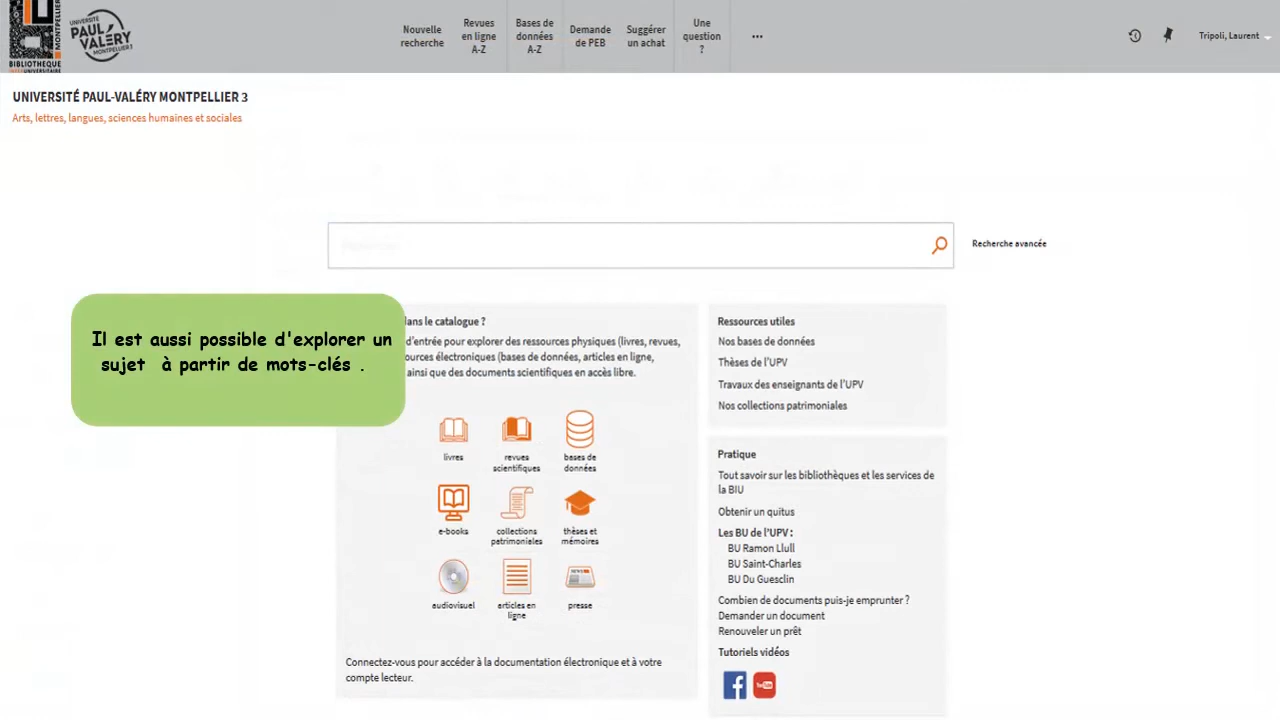 BIBLIOTHEQUE
INTERUNIVERSITAIRE
MONTPELLIER
UNIVERSITÉ
PAUL-
VALÉRY
MONTPELLIER 3
Nouvelle
recherche
Revues
en ligne
A-Z
Bases de
données
A-Z
Demande
de PEB
Suggérer
un achat
Une
question
?
...
Tripoli, Laurent
UNIVERSITÉ PAUL-VALÉRY MONTPELLIER 3
Arts, lettres, langues, sciences humaines et sociales
Recherche avancée
Il est aussi possible d'explorer un
sujet à partir de mots-clés .
dans le catalogue ?
d'entrée pour explorer des ressources physiques (livres, revues,
ources électroniques (bases de données, articles en ligne,
ainsi que des documents scientifiques en accès libre.
livres
revues
scientifiques
bases de
données
e-books
collections
patrimoniales
thèses et
mémoires
audiovisuel
articles en
ligne
NEWS
presse
Connectez-vous pour accéder à la documentation électronique et à votre
compte lecteur.
Ressources utiles
Nos bases de données
Thèses de l'UPV
Travaux des enseignants de l'UPV
Nos collections patrimoniales
Pratique
Tout savoir sur les bibliothèques et les services de
la BIU
Obtenir un quitus
Les BU de l'UPV :
BU Ramon Llull
BU Saint-Charles
BU Du Guesclin
Combien de documents puis-je emprunter ?
Demander un document
Renouveler un prêt
Tutoriels vidéos
YouTube